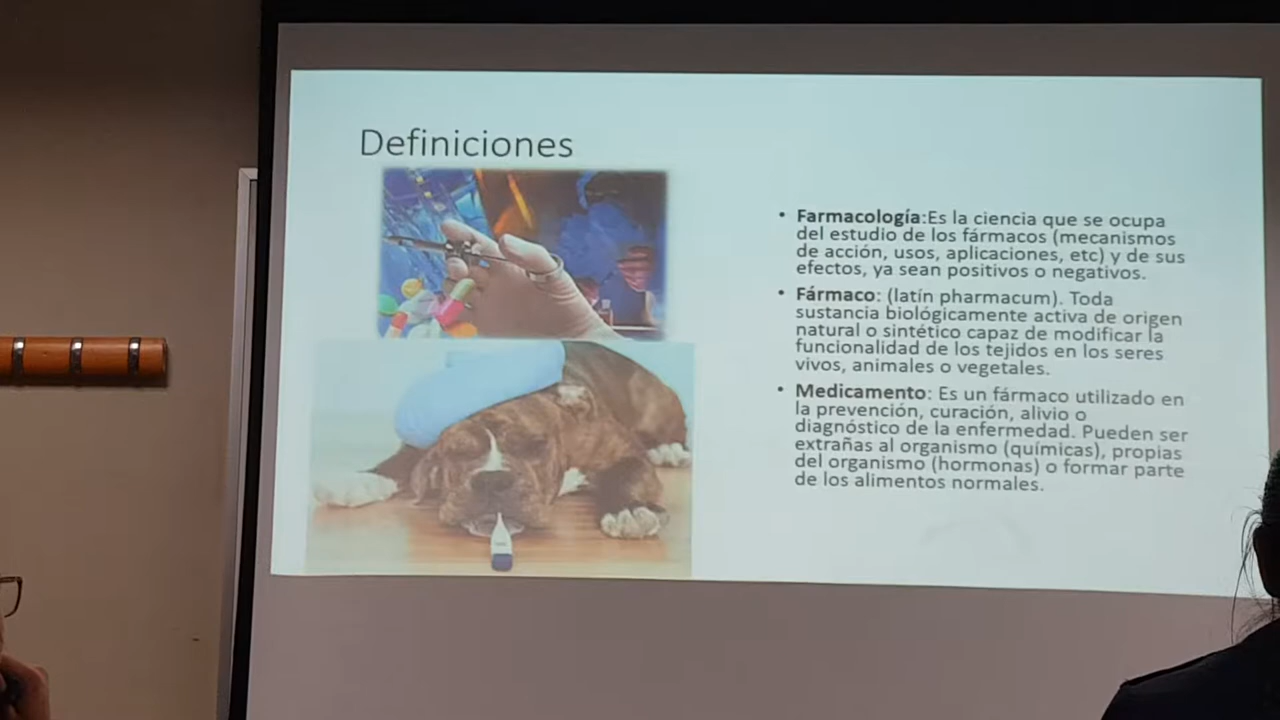 Definiciones
• Farmacología:Es la ciencia que se ocupa
del estudio de los fármacos (mecanismos
de acción, usos, aplicaciones, etc) y de sus
efectos, ya sean positivos o negativos.
• Fármaco: (latín pharmacum). Toda
sustancia biológicamente activa de origen
natural o sintético capaz de modificar la
funcionalidad de los tejidos en los seres
vivos, animales o vegetales.
• Medicamento: Es un fármaco utilizado en
la prevención, curación, alivio o
diagnóstico de la enfermedad. Pueden ser
extrañas al organismo (químicas), propias
del organismo (hormonas) o formar parte
de los alimentos normales.